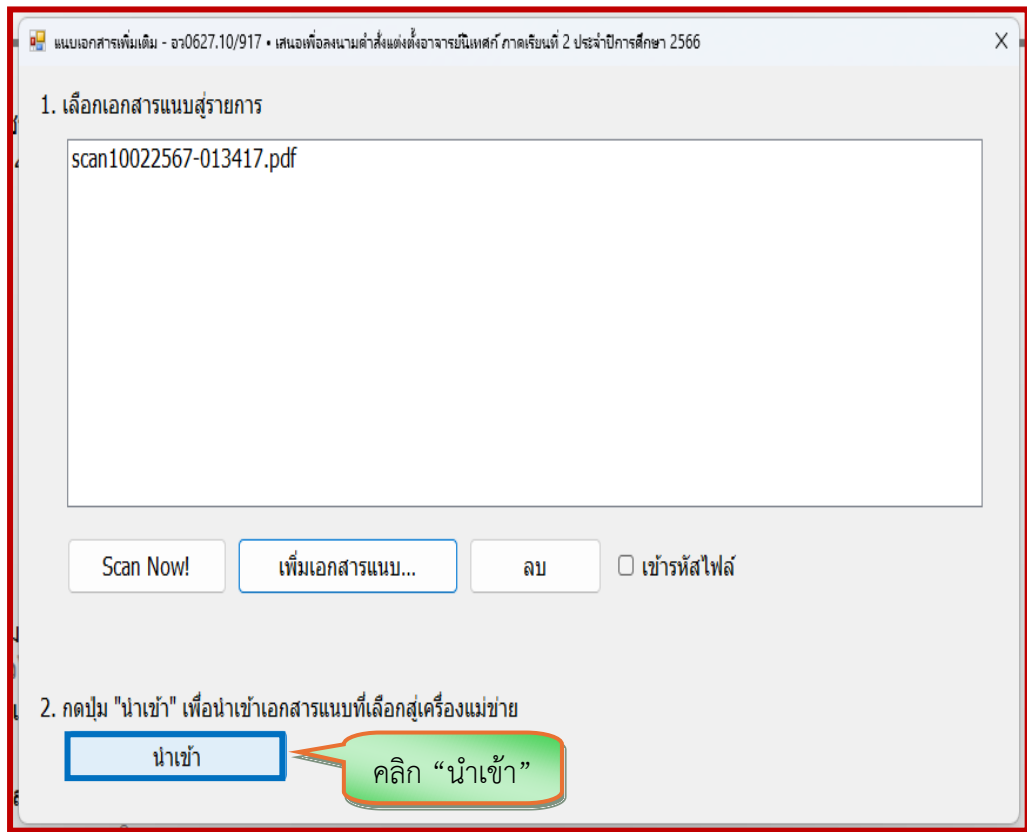 แนบเอกสารเพิ่มเติม - อว0627.10/917 • เสนอเพื่อลงนามคำสั่งแต่งตั้งอาจารย์นิเทศก์ ภาคเรียนที่ 2 ประจำปีการศึกษา 2566 X
1. เลือกเอกสารแนบสู่รายการ
scan10022567-013417.pdf
Scan Now! เพิ่มเอกสารแนบ... ลบ เข้ารหัสไฟล์
2. กดปุ่ม "นำเข้า" เพื่อนำเข้าเอกสารแนบที่เลือกสู่เครื่องแม่ข่าย
นำเข้า
คลิก “นำเข้า”